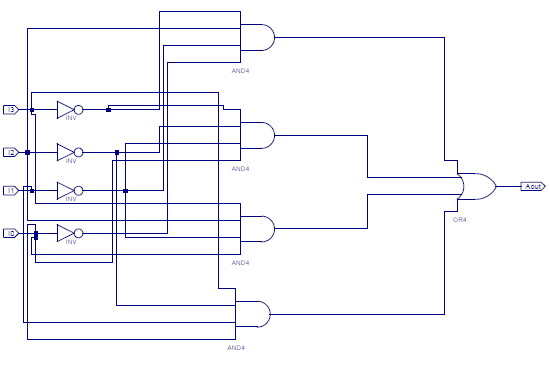 AND4
I3
INV
AND4
I2
INV
I1
INV
Aout
OR4
I0
INV
AND4
AND4